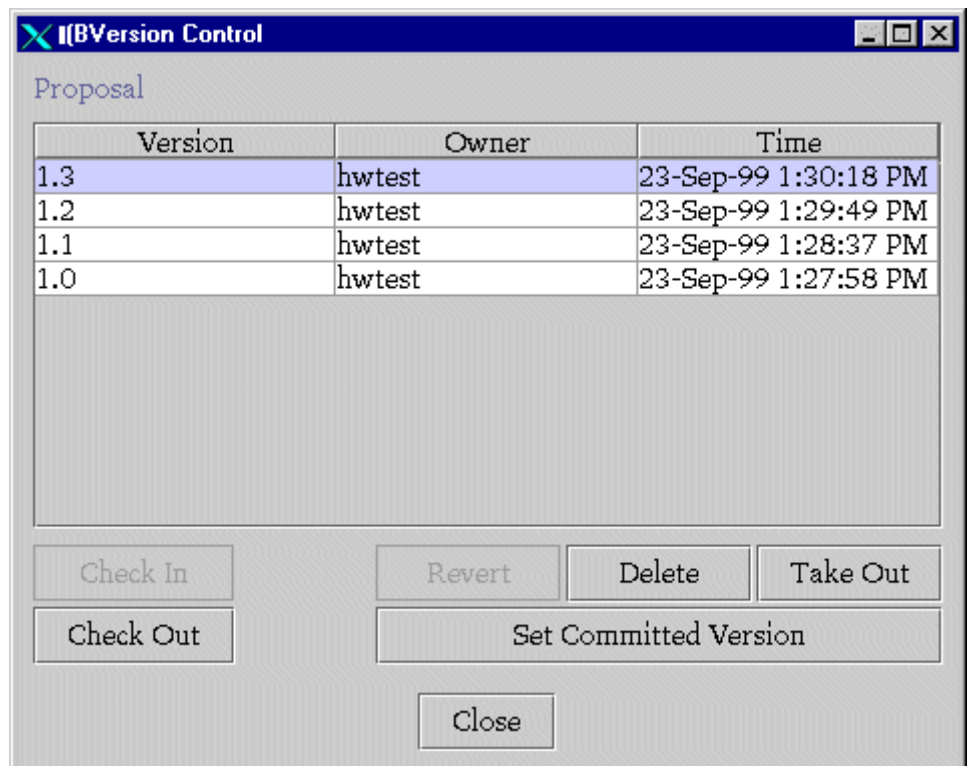 I(BVersion Control
Proposal
Version Owner Time
1.3 hwtest 23-Sep-99 1:30:18 PM
1.2 hwtest 23-Sep-99 1:29:49 PM
1.1 hwtest 23-Sep-99 1:28:37 PM
1.0 hwtest 23-Sep-99 1:27:58 PM
Check In Revert Delete Take Out
Check Out Set Committed Version
Close